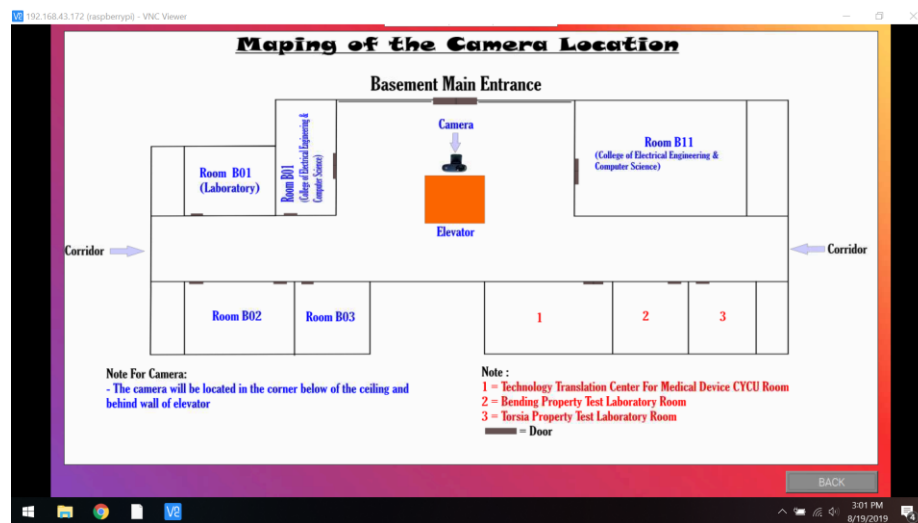 192.168.43.172 (raspberrypi) - VNC Viewer
Maping of the Camera Location
Basement Main Entrance
Camera
Room B01
(Laboratory)
Room B01
(College of Electrical Engineering &
Computer Science)
Room B11
(College of Electrical Engineering &
Computer Science)
Elevator
Corridor
Corridor
Room B02
Room B03
1
2
3
Note For Camera:
- The camera will be located in the corner below of the ceiling and
behind wall of elevator
Note :
1 = Technology Translation Center For Medical Device CYCU Room
2 = Bending Property Test Laboratory Room
3 = Torsia Property Test Laboratory Room
= Door
BACK
3:01 PM
8/19/2019